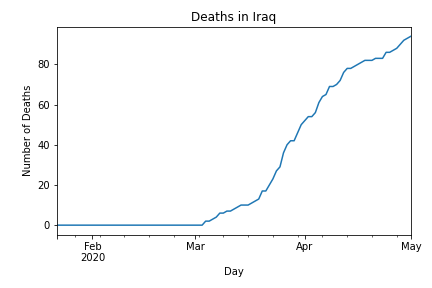 Deaths in Iraq
Number of Deaths
80
60
40
20
0
Feb
2020
Mar
Apr
May
Day